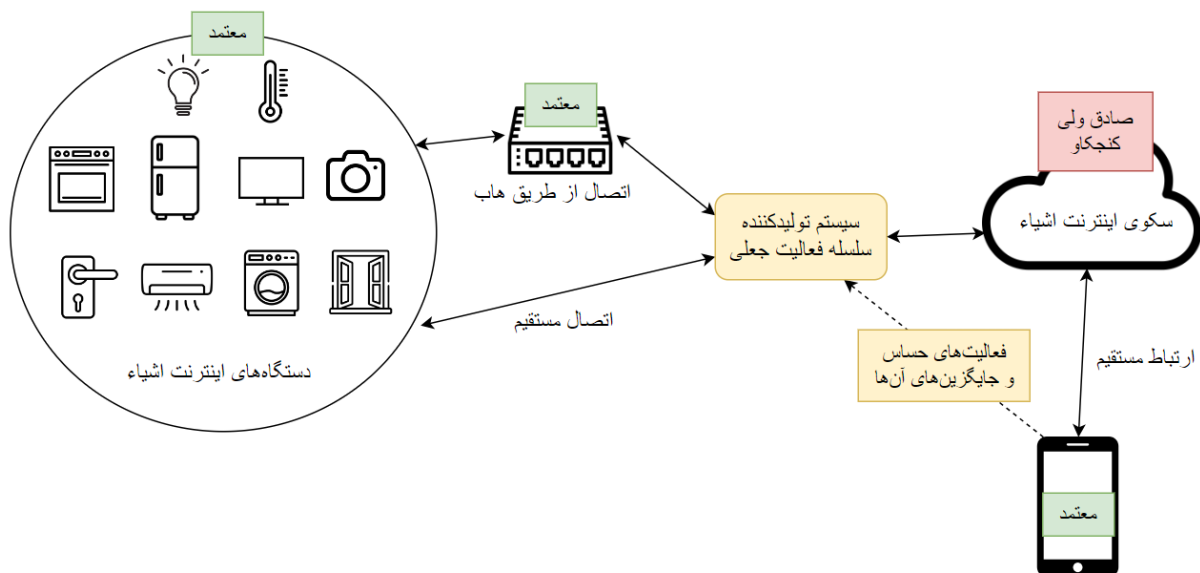 معتمد
دستگاه‌های اینترنت اشیاء
معتمد
اتصال از طریق هاب
اتصال مستقیم
سیستم تولیدکننده
سلسله فعالیت جعلی
صادق ولی
کنجکاو
سکوی اینترنت اشیاء
فعالیت‌های حساس
و جایگزین‌های آن‌ها
ارتباط مستقیم
معتمد